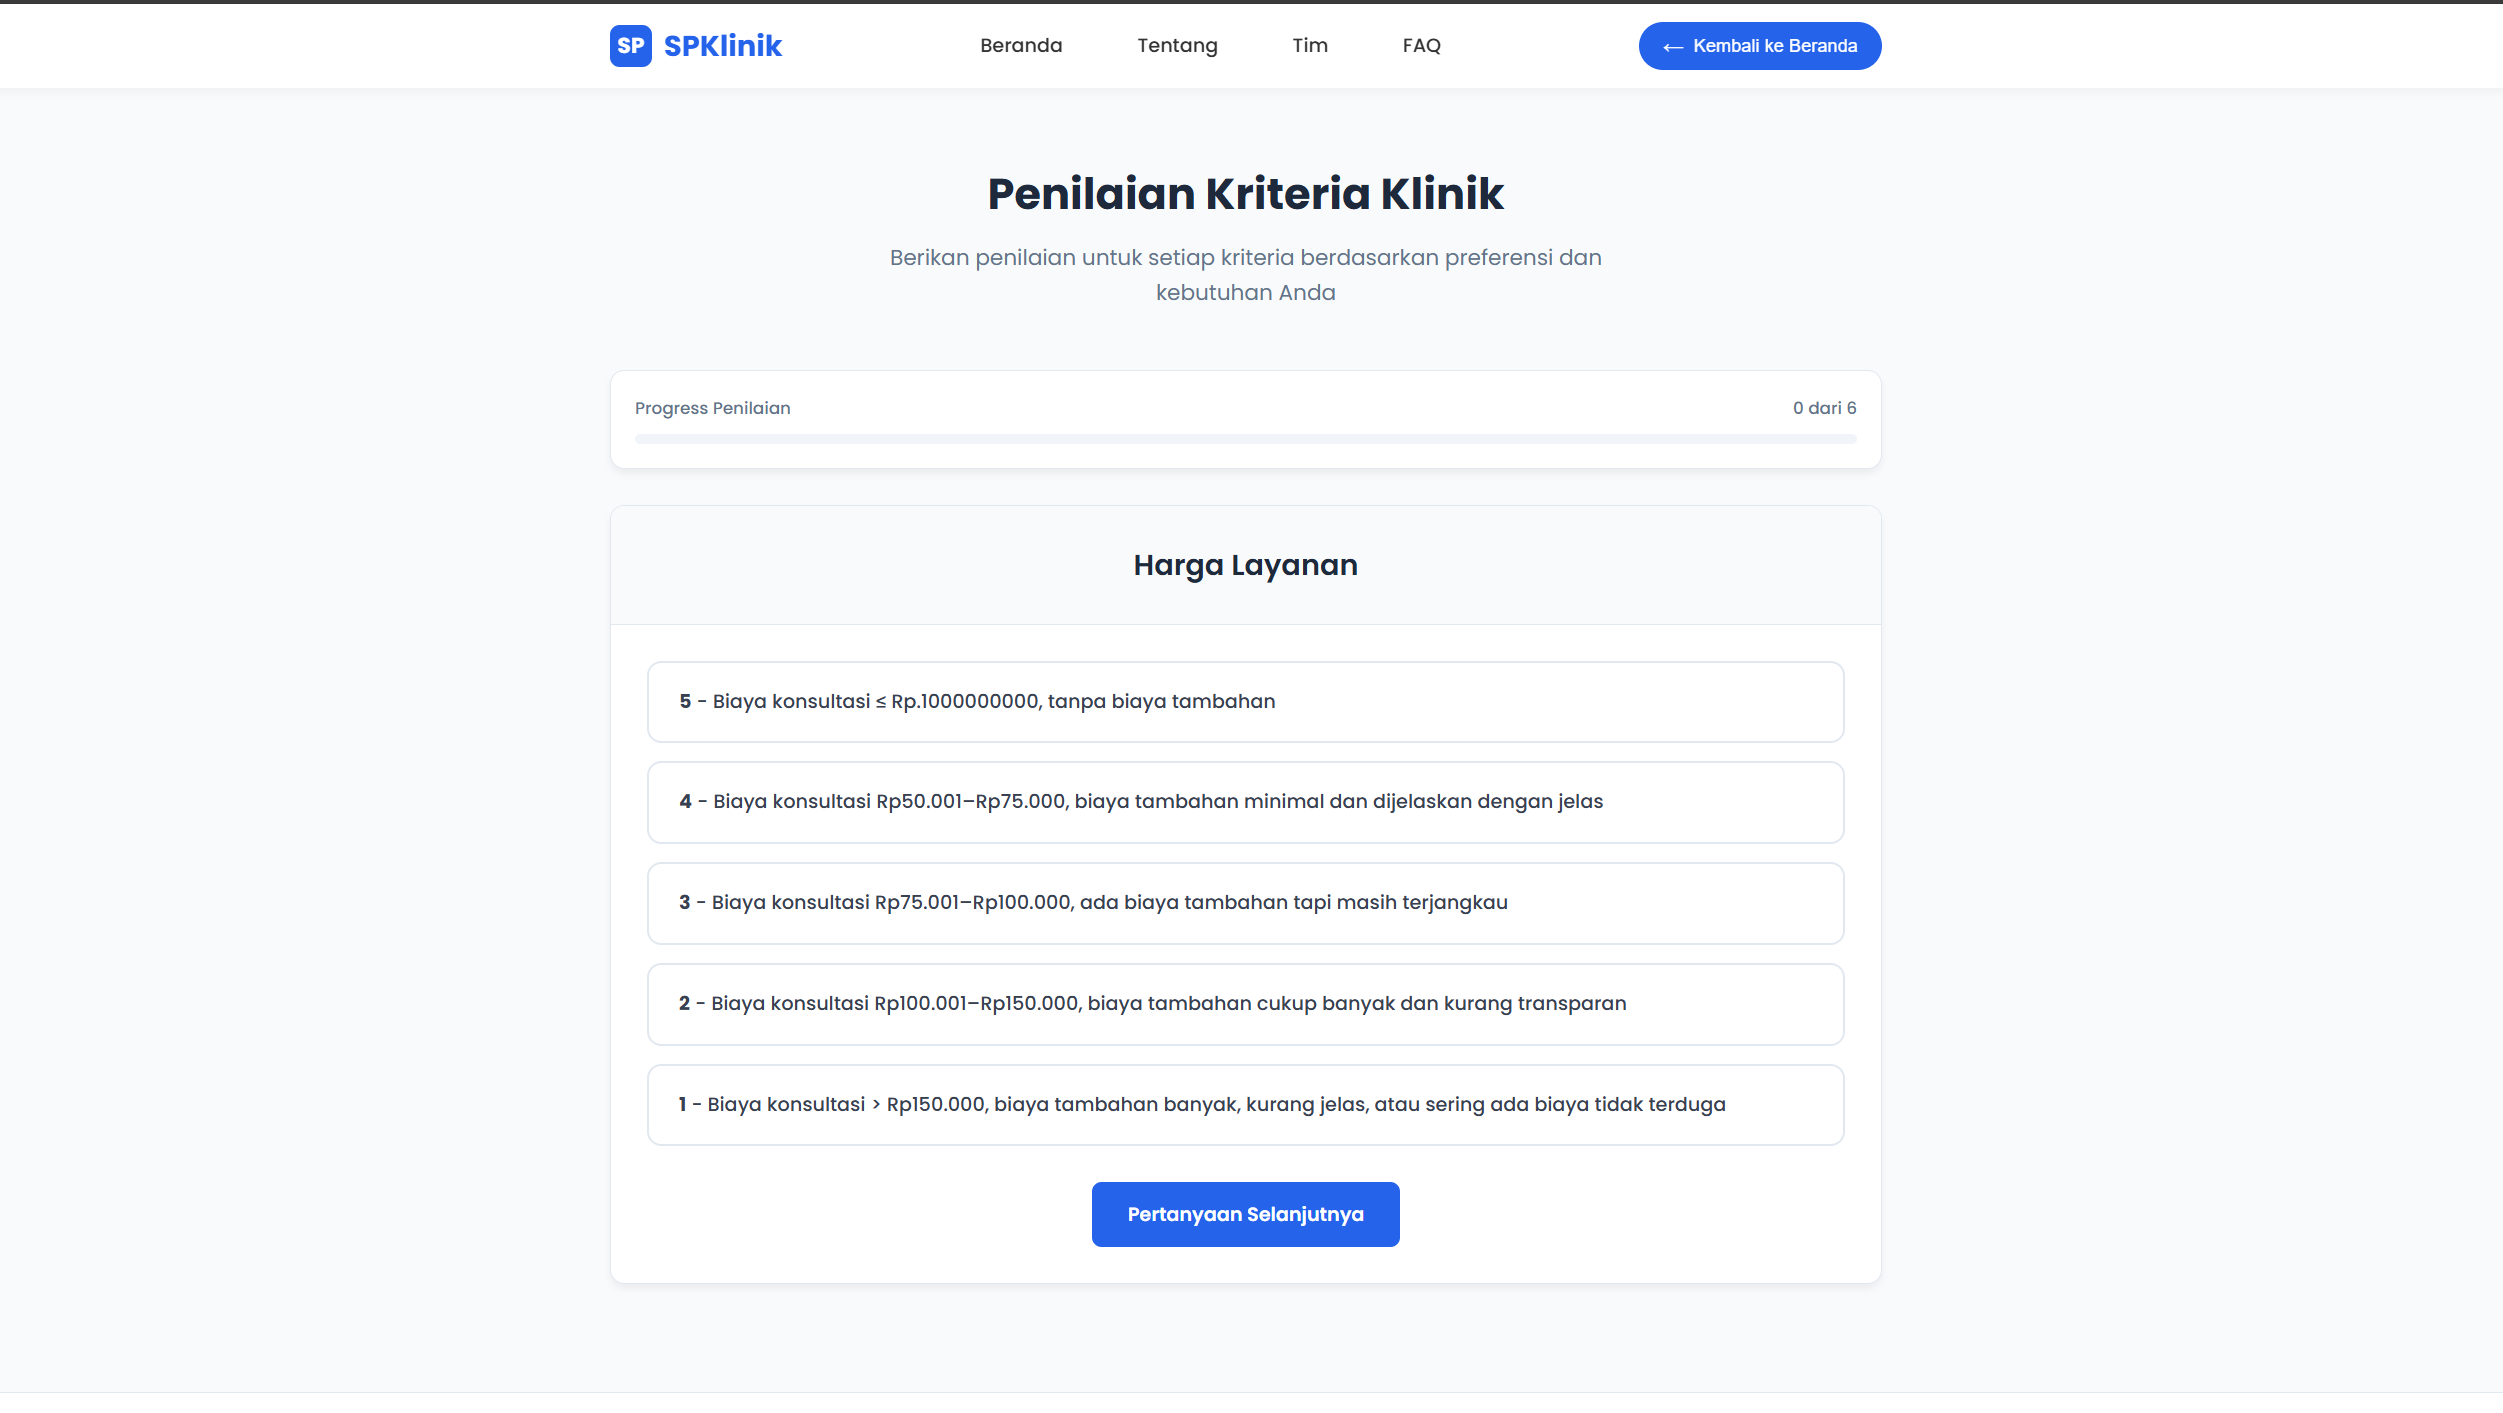 SP SPKlinik
Beranda
Tentang
Tim
FAQ
← Kembali ke Beranda
Penilaian Kriteria Klinik
Berikan penilaian untuk setiap kriteria berdasarkan preferensi dan
kebutuhan Anda
Progress Penilaian
0 dari 6
Harga Layanan
5 - Biaya konsultasi ≤ Rp.1000000000, tanpa biaya tambahan
4 - Biaya konsultasi Rp50.001–Rp75.000, biaya tambahan minimal dan dijelaskan dengan jelas
3 - Biaya konsultasi Rp75.001–Rp100.000, ada biaya tambahan tapi masih terjangkau
2 - Biaya konsultasi Rp100.001–Rp150.000, biaya tambahan cukup banyak dan kurang transparan
1 - Biaya konsultasi > Rp150.000, biaya tambahan banyak, kurang jelas, atau sering ada biaya tidak terduga
Pertanyaan Selanjutnya